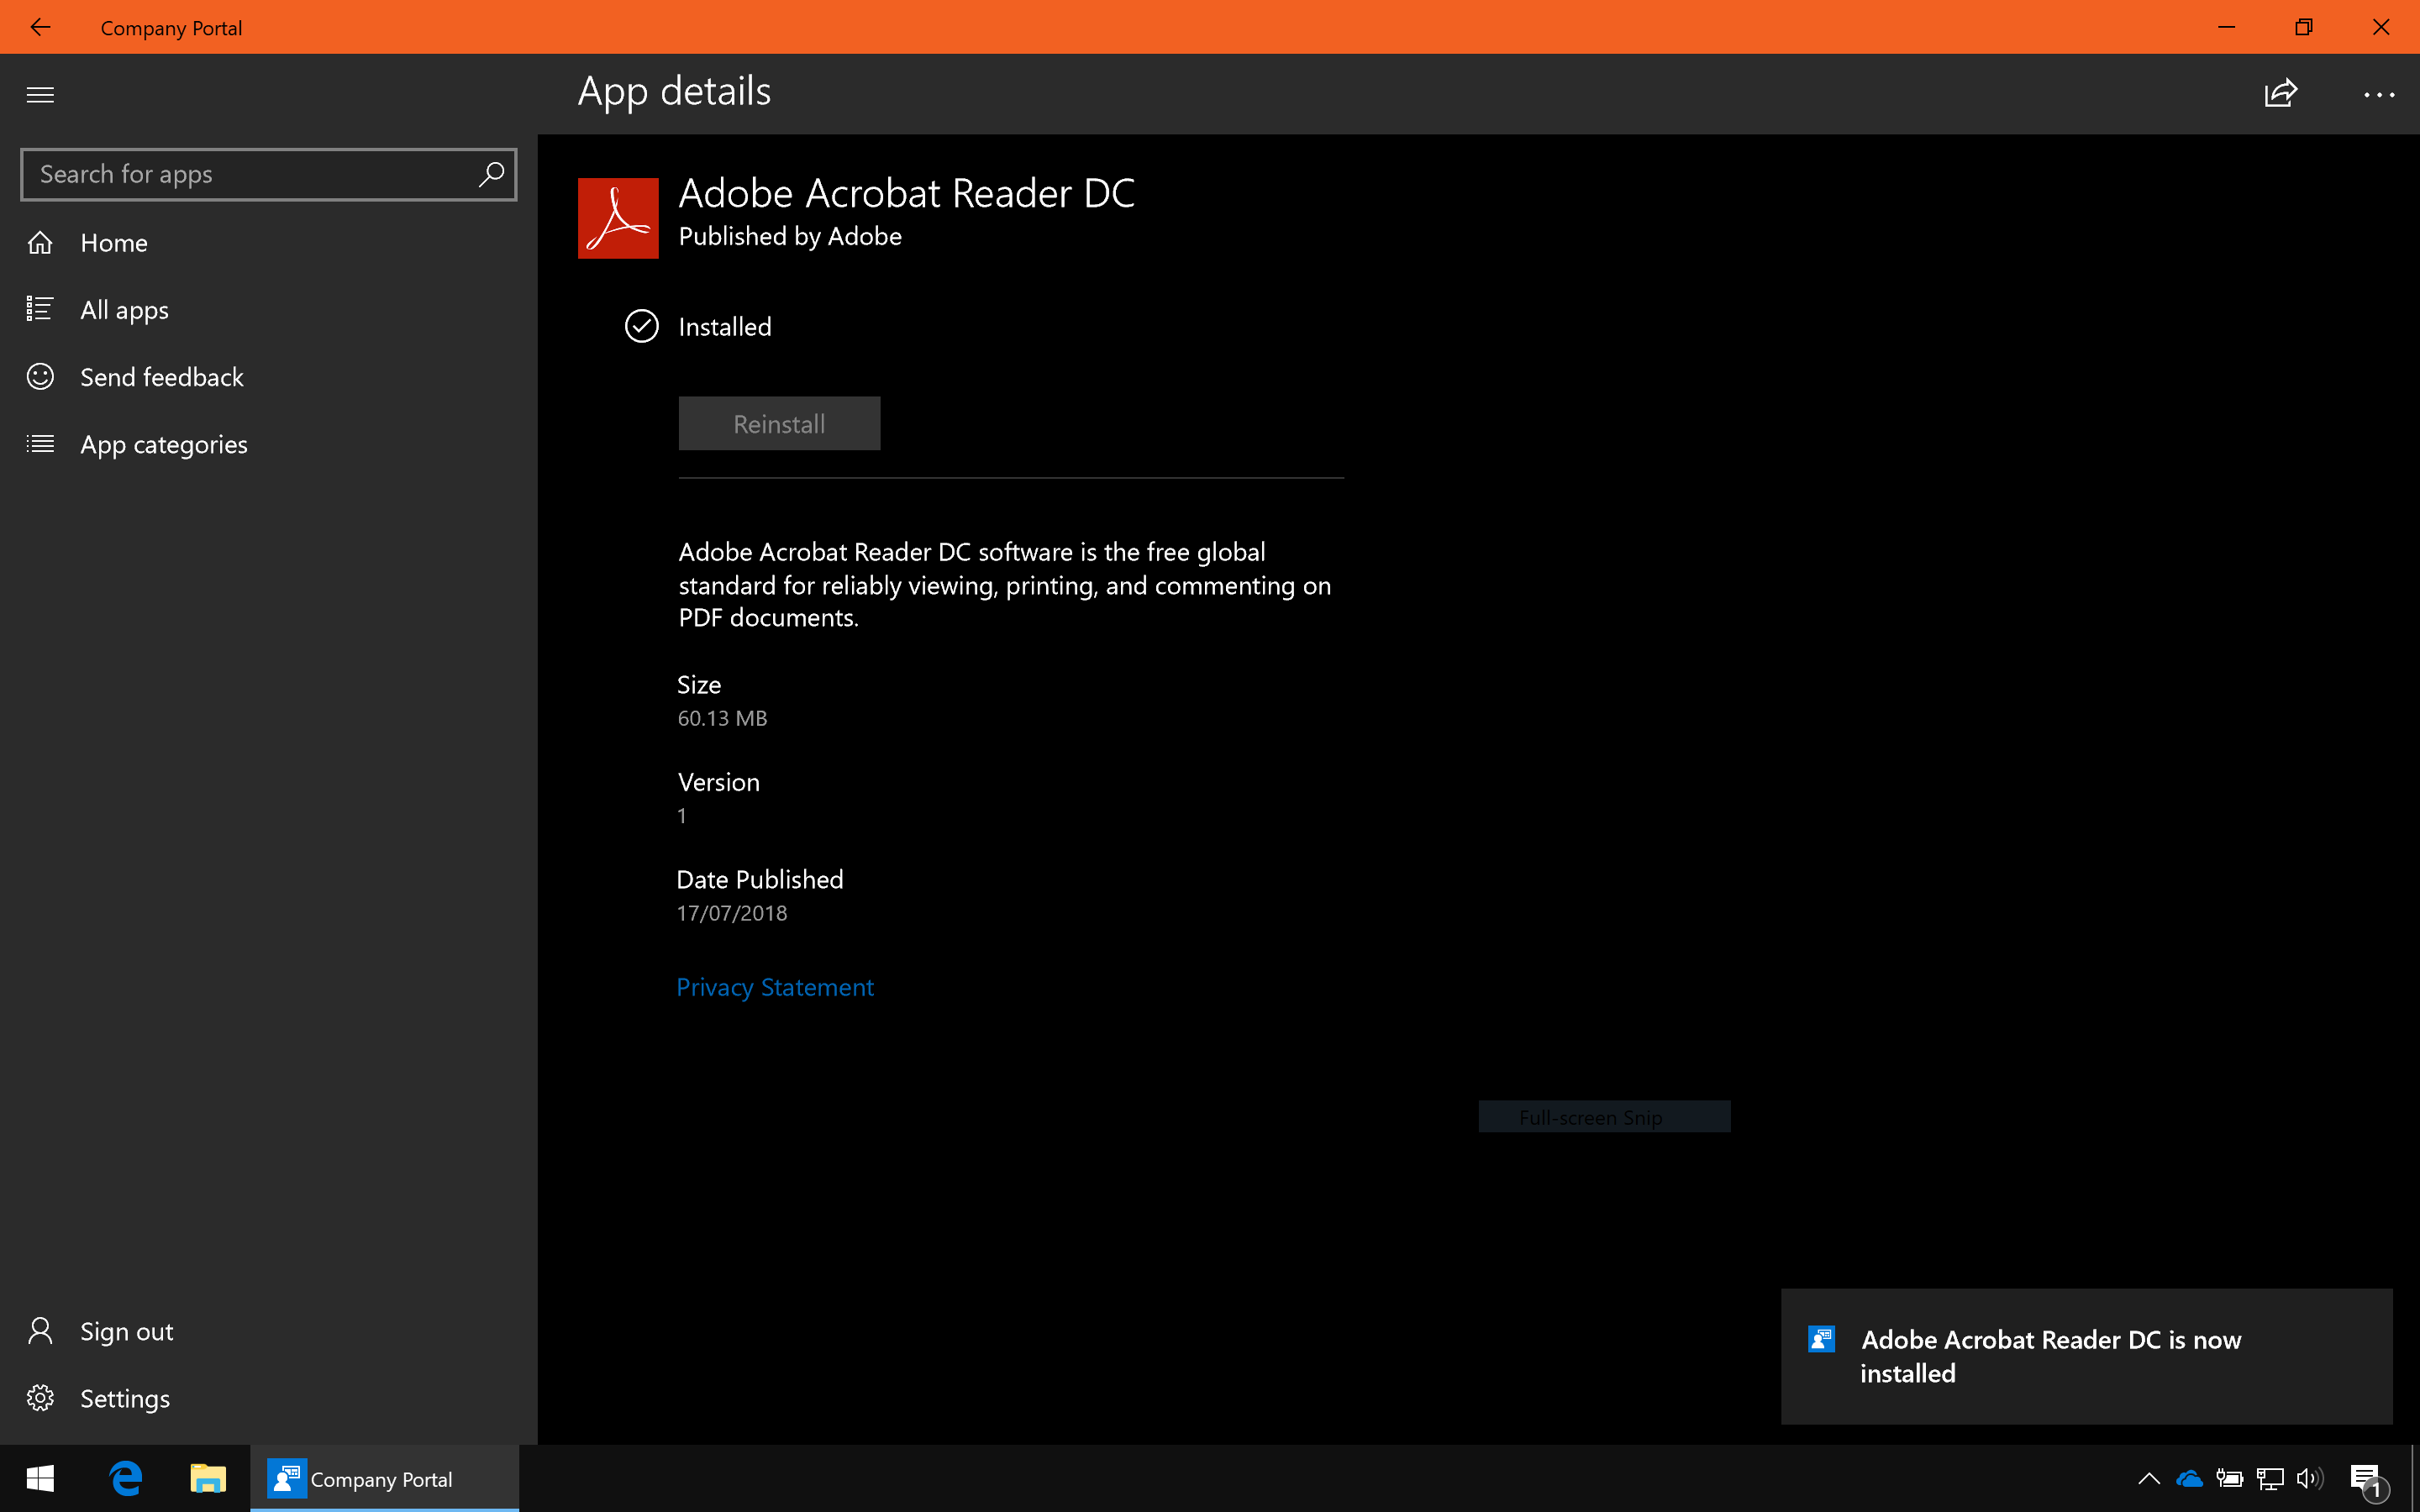 Company Portal
App details
Search for apps
Home
All apps
Send feedback
App categories
Adobe Acrobat Reader DC
Published by Adobe
Installed
Reinstall
Adobe Acrobat Reader DC software is the free global
standard for reliably viewing, printing, and commenting on
PDF documents.
Size
60.13 MB
Version
1
Date Published
17/07/2018
Privacy Statement
Full-screen Snip
Adobe Acrobat Reader DC is now
installed
Sign out
Settings
Company Portal
1